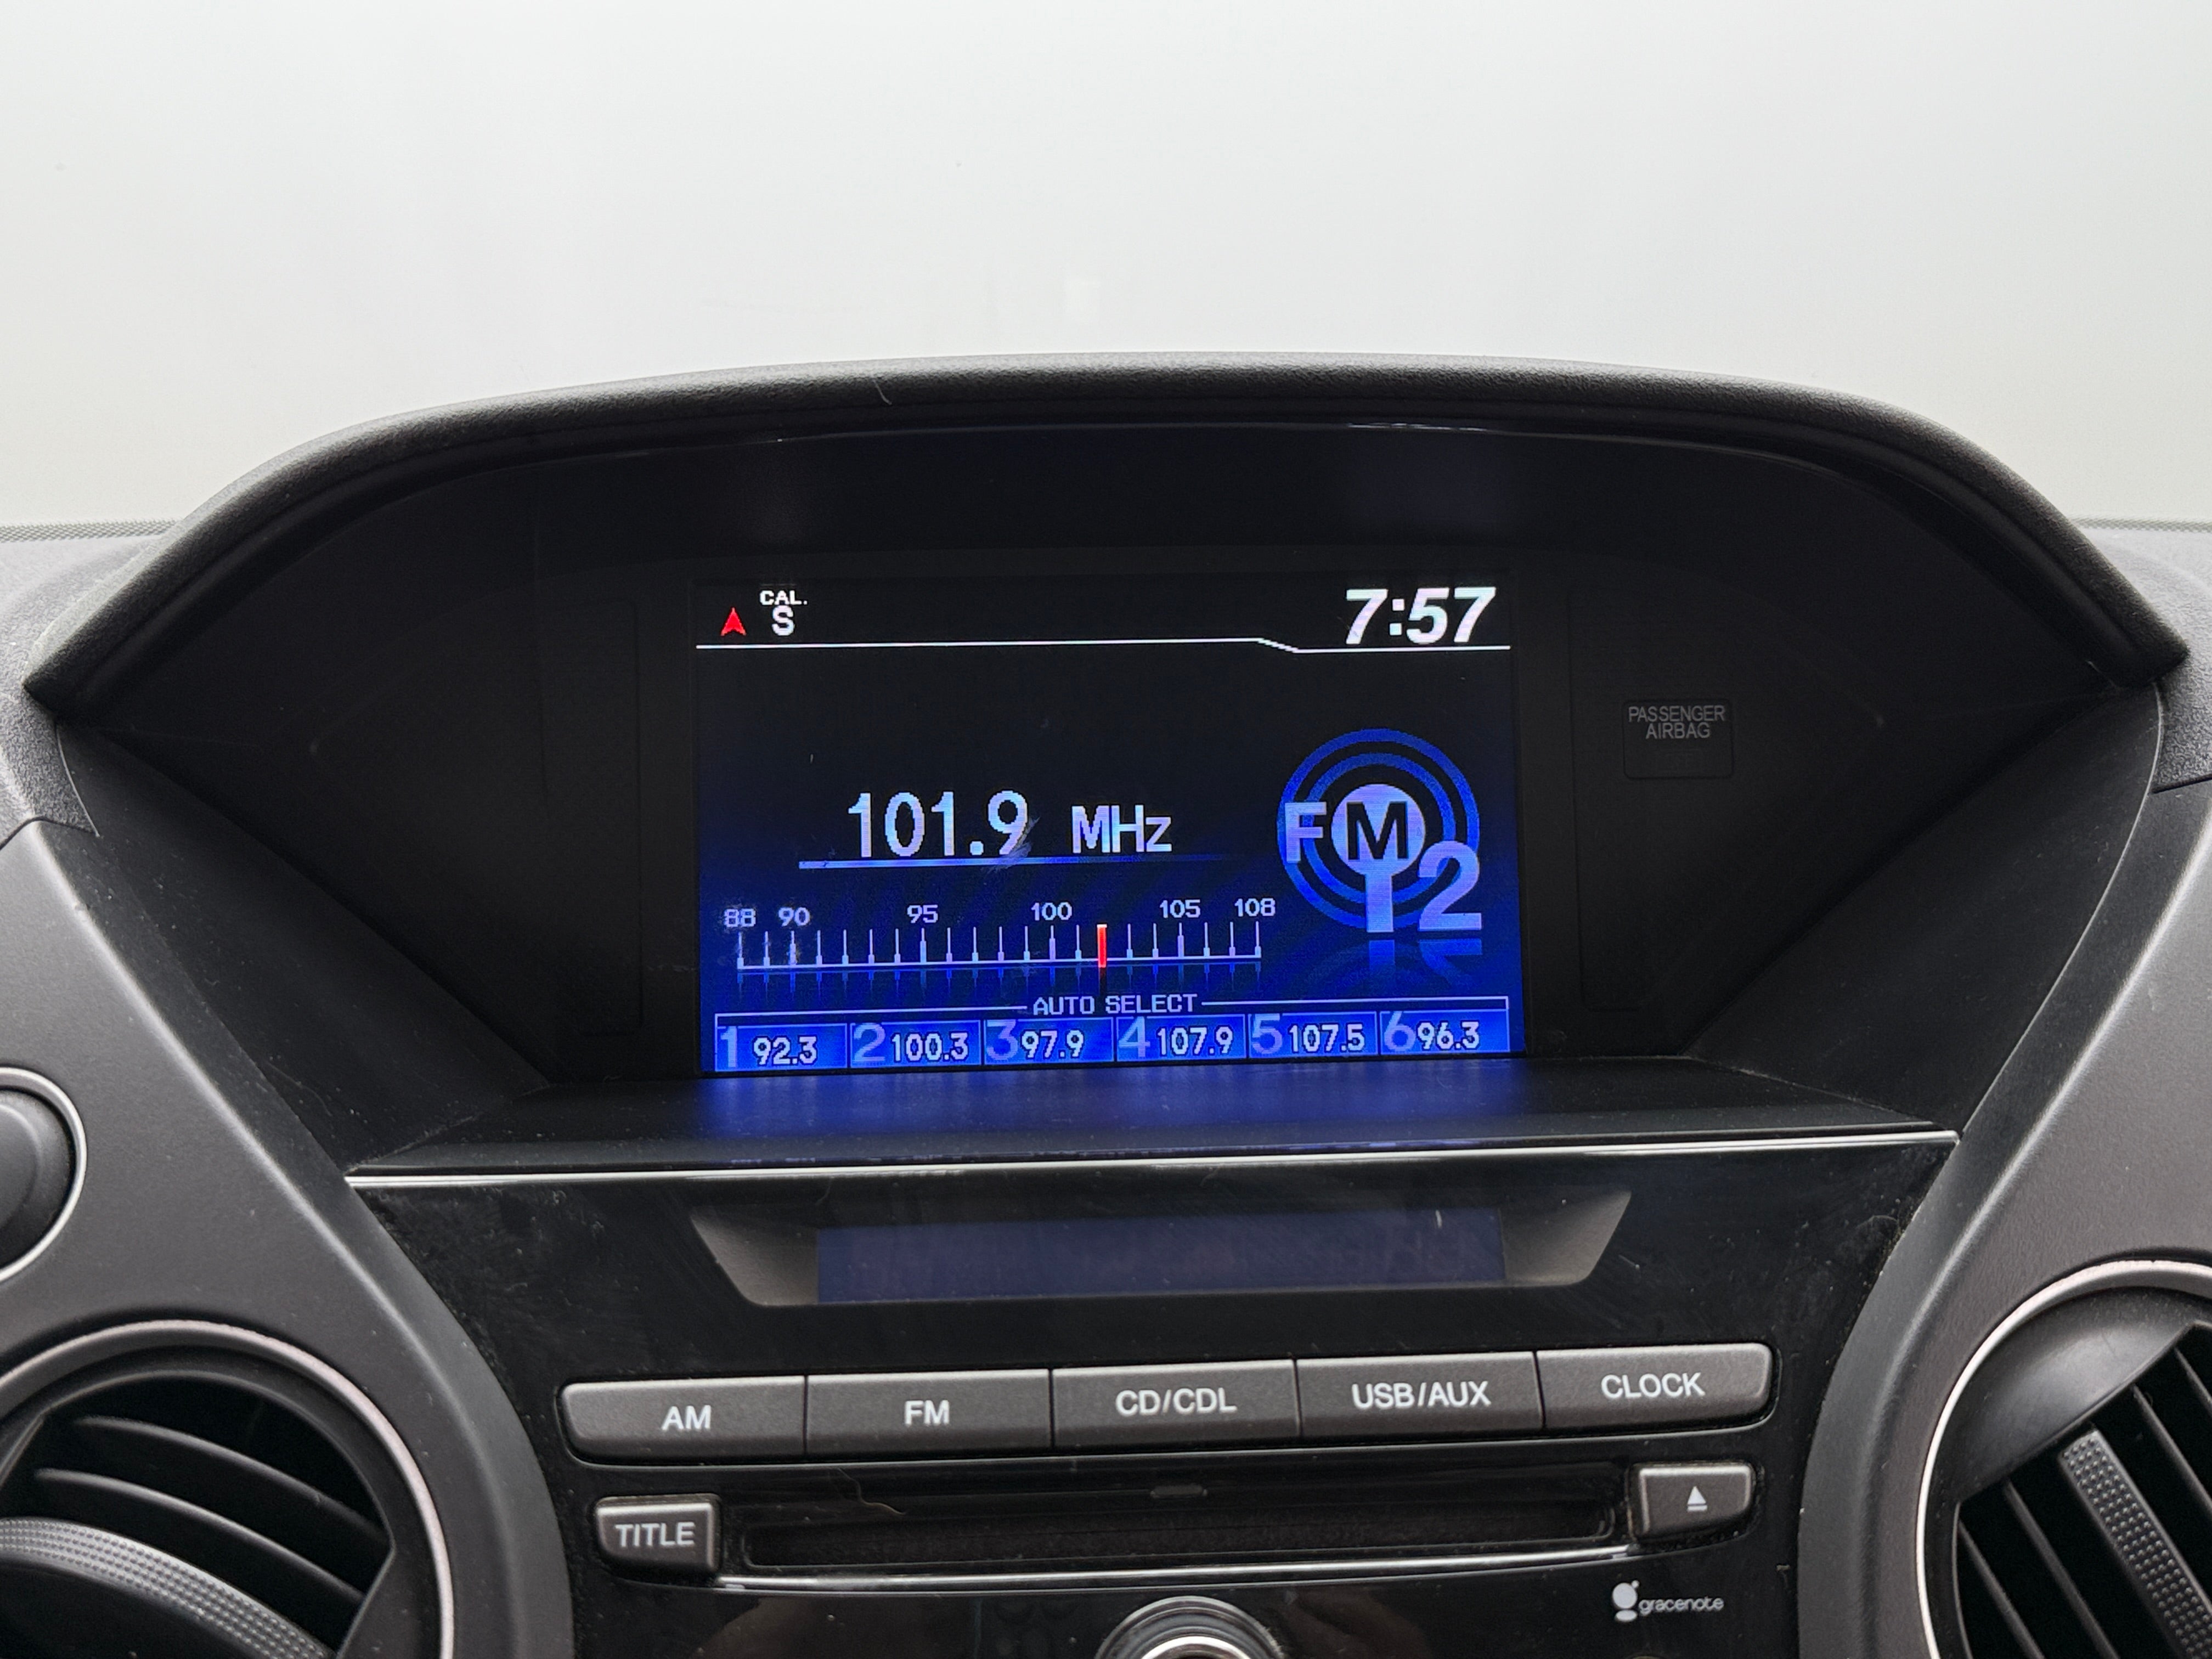 CAL.
S
7:57
PASSENGER
AIRBAG
101.9 MHz
FM2
88 90 95 100 105 108
AUTO SELECT
1 92.3 2 100.3 3 97.9 4 107.9 5 107.5 6 96.3
AM FM CD/CDL USB/AUX CLOCK
TITLE
gracenote